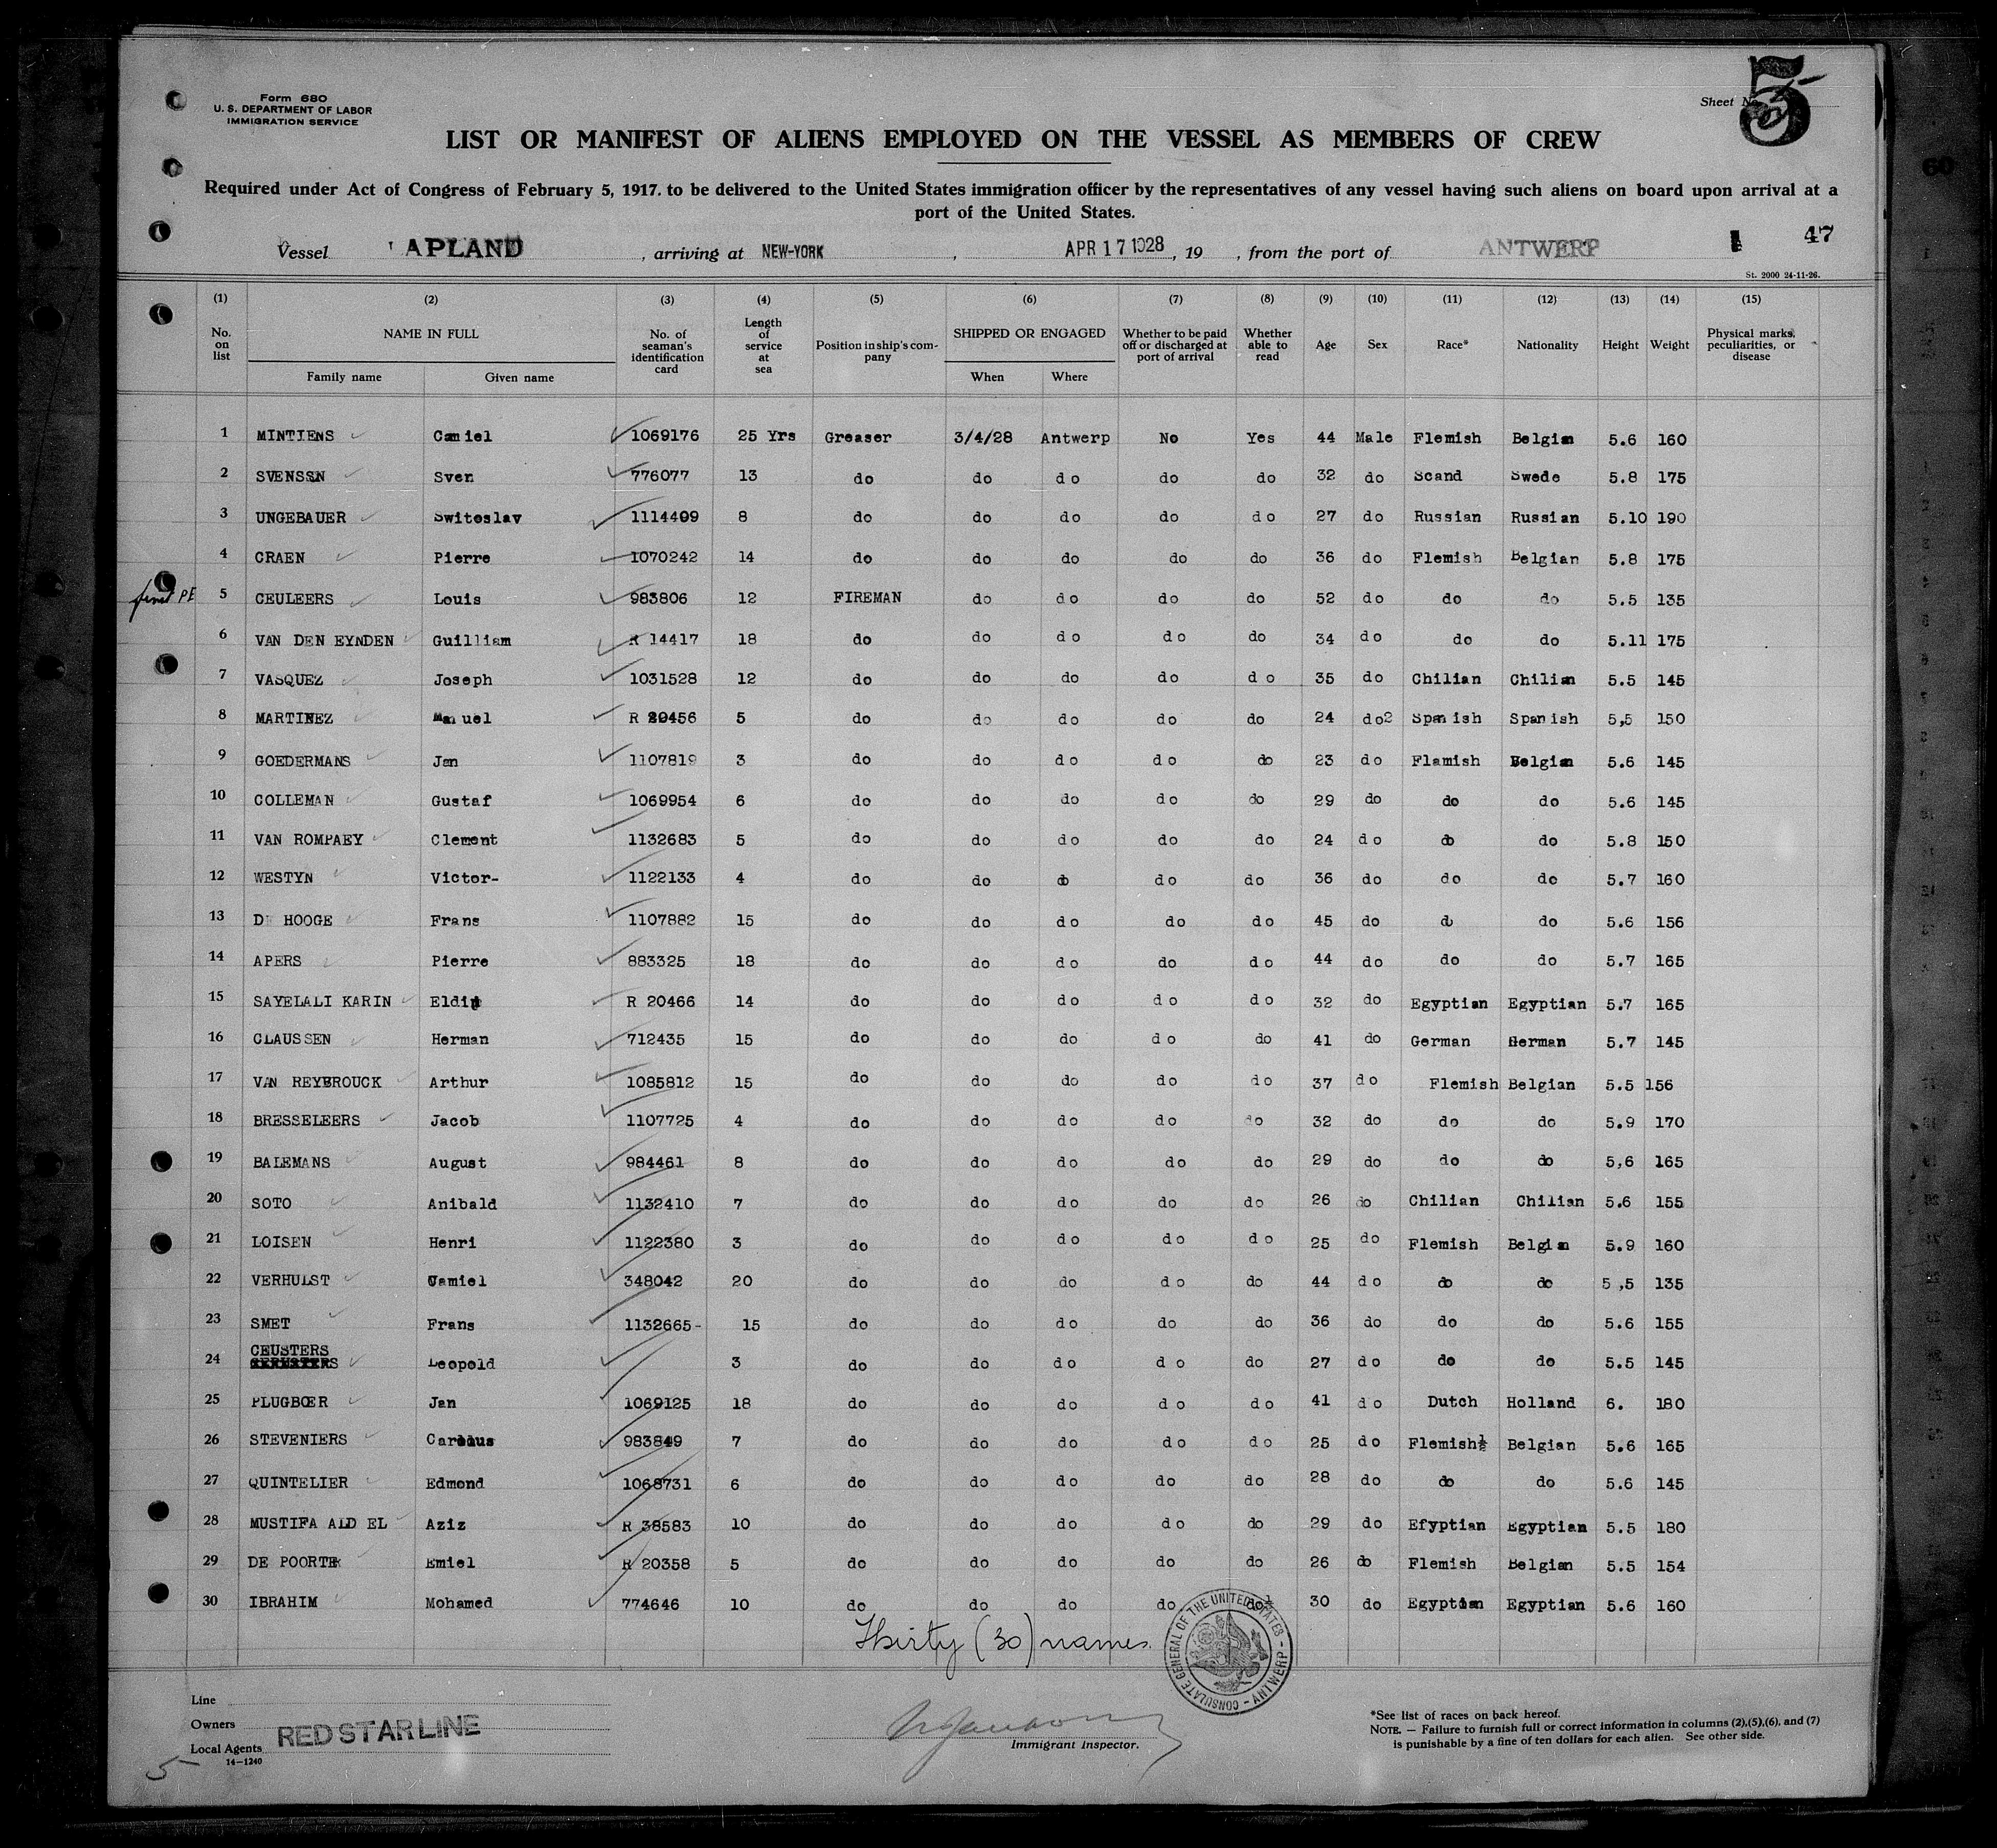 Form 680
U. S. DEPARTMENT OF LABOR
IMMIGRATION SERVICE
Sheet No. 5
LIST OR MANIFEST OF ALIENS EMPLOYED ON THE VESSEL AS MEMBERS OF CREW
Required under Act of Congress of February 5, 1917. to be delivered to the United States immigration officer by the representatives of any vessel having such aliens on board upon arrival at a
port of the United States.
Vessel APLAND , arriving at NEW-YORK , APR 17 1928 , 19 , from the port of ANTWERP 47
St. 2000 24-11-26.
(1) (2) (3) (4) (5) (6) (7) (8) (9) (10) (11) (12) (13) (14) (15)
No. on list NAME IN FULL Family name Given name No. of seaman's identification card Length of service at sea Position in ship's company SHIPPED OR ENGAGED When Where Whether to be paid off or discharged at port of arrival Whether able to read Age Sex Race* Nationality Height Weight Physical marks, peculiarities, or disease
1 MINTIENS Camiel 1069176 25 Yrs Greaser 3/4/28 Antwerp No Yes 44 Male Flemish Belgian 5.6 160
2 SVENSSN Sven 776077 13 do do do do do 32 do Scand Swede 5.8 175
3 UNGEBAUER Switoslav 1114409 8 do do do do do 27 do Russian Russian 5.10 190
4 CRAEN Pierre 1070242 14 do do do do do 36 do Flemish Belgian 5.8 175
5 CEULEERS Louis 983806 12 FIREMAN do do do do 52 do do do 5.5 135
6 VAN DEN EYNDEN Guilliam R 14417 18 do do do do do 34 do do do 5.11 175
7 VASQUEZ Joseph 1031528 12 do do do do do 35 do Chilian Chilian 5.5 145
8 MARTINEZ Manuel R 20456 5 do do do do do 24 do2 Spanish Spanish 5,5 150
9 GOEDERMANS Jan 1107819 3 do do do do do 23 do Flamish Belgian 5.6 145
10 COLLEMAN Gustaf 1069954 6 do do do do do 29 do do do 5.6 145
11 VAN ROMPAEY Clement 1132683 5 do do do do do 24 do do do 5.8 150
12 WESTYN Victor- 1122133 4 do do do do do 36 do do do 5.7 160
13 DE HOOGE Frans 1107882 15 do do do do do 45 do do do 5.6 156
14 APERS Pierre 883325 18 do do do do do 44 do do do 5.7 165
15 SAYELALI KARIN Eldin R 20466 14 do do do do do 32 do Egyptian Egyptian 5.7 165
16 CLAUSSEN Herman 712435 15 do do do do do 41 do German German 5.7 145
17 VAN REYBROUCK Arthur 1085812 15 do do do do do 37 do Flemish Belgian 5.5 156
18 BRESSELEERS Jacob 1107725 4 do do do do do 32 do do do 5.9 170
19 BALEMANS August 984461 8 do do do do do 29 do do do 5,6 165
20 SOTO Anibald 1132410 7 do do do do do 26 do Chilian Chilian 5.6 155
21 LOISEN Henri 1122380 3 do do do do do 25 do Flemish Belgian 5.9 160
22 VERHULST Camiel 348042 20 do do do do do 44 do do do 5,5 135
23 SMET Frans 1132665- 15 do do do do do 36 do do do 5.6 155
24 CEUSTERS Leopold 3 do do do do do 27 do do do 5.5 145
25 PLUGBOER Jan 1069125 18 do do do do do 41 do Dutch Holland 6. 180
26 STEVENIERS Carolus 983849 7 do do do do do 25 do Flemish½ Belgian 5.6 165
27 QUINTELIER Edmond 1068731 6 do do do do do 28 do do do 5.6 145
28 MUSTIFA ALD EL Aziz R 38583 10 do do do do do 29 do Efyptian Egyptian 5.5 180
29 DE POORTER Emiel R 20358 5 do do do do do 26 do Flemish Belgian 5.5 154
30 IBRAHIM Mohamed 774646 10 do do do do do 30 do Egyptian Egyptian 5.6 160
Thirty (30) names.
CONSULATE GENERAL OF THE UNITED STATES - ANTWERP -
Line
Owners RED STAR LINE
Local Agents
14-1240
5
Immigrant Inspector.
*See list of races on back hereof.
NOTE. — Failure to furnish full or correct information in columns (2),(5),(6), and (7)
is punishable by a fine of ten dollars for each alien. See other side.